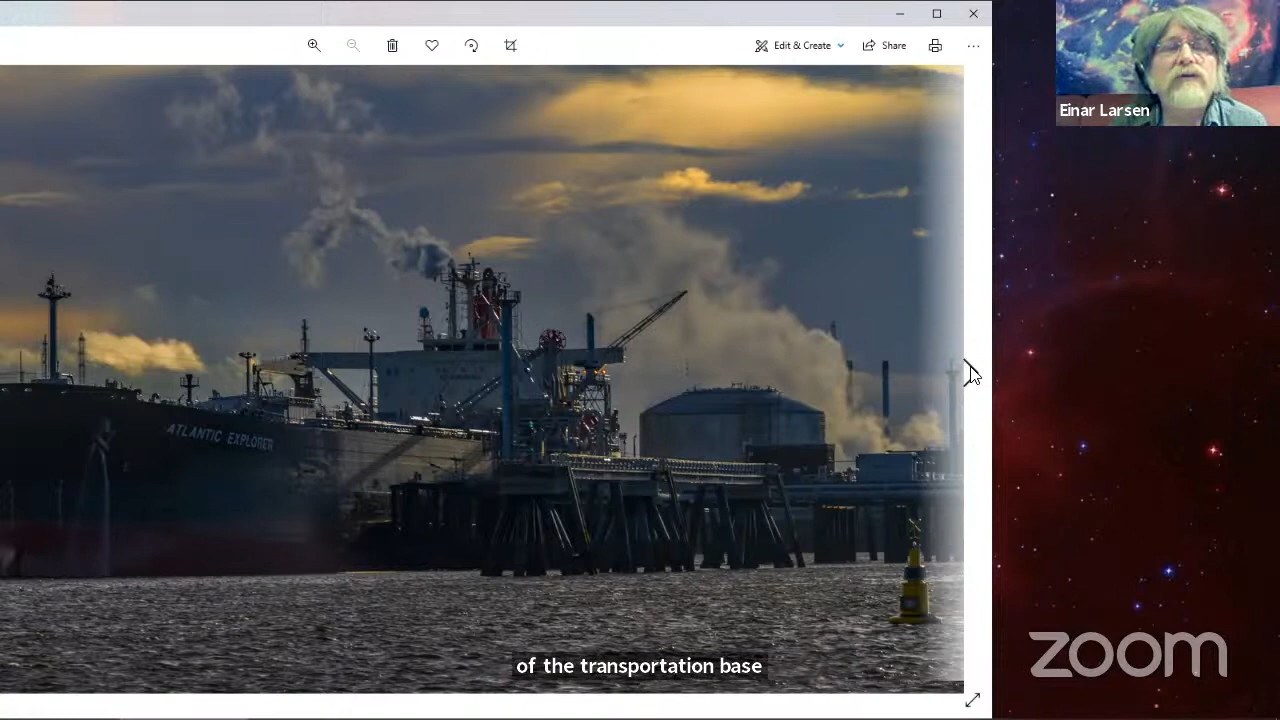 Edit & Create
Share
Einar Larsen
ATLANTIC EXPLORER
of the transportation base
zoom